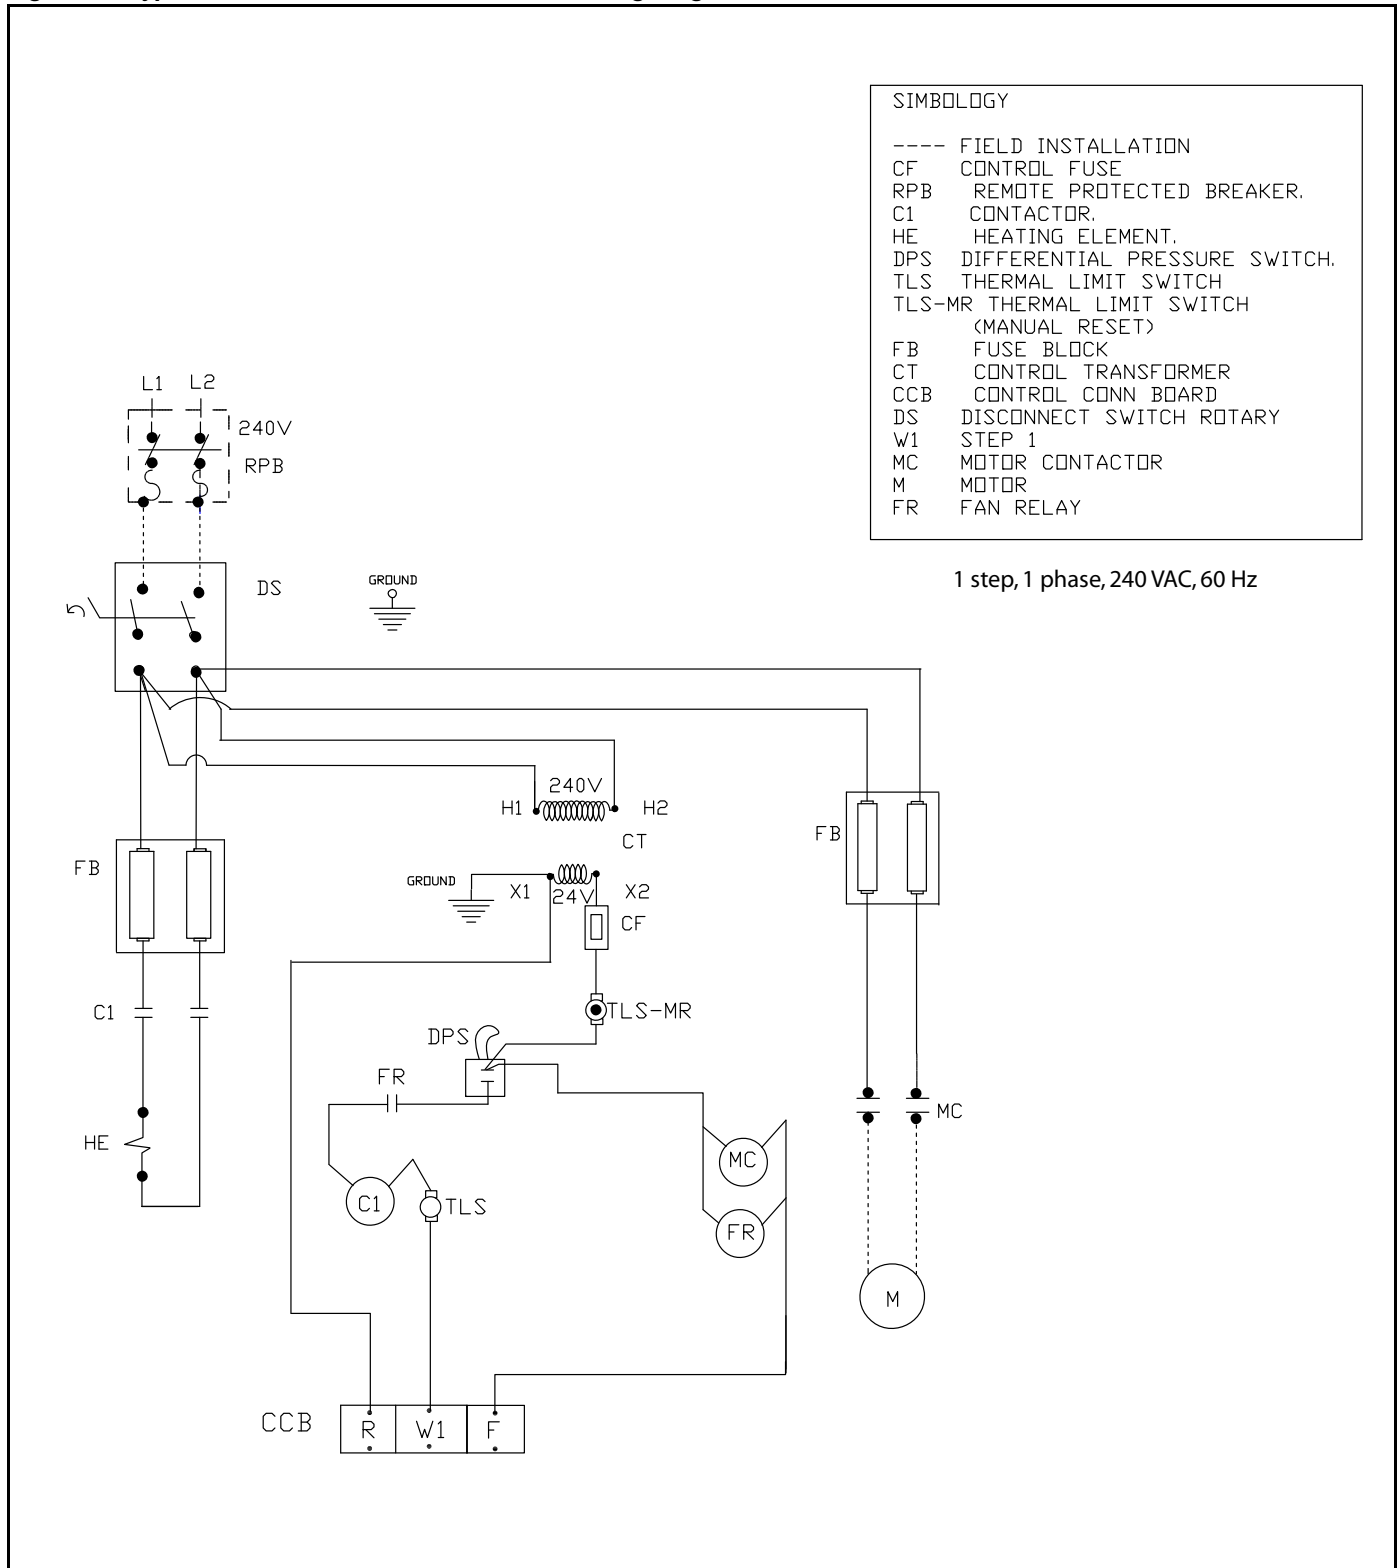 SIMBOLOGY
---- FIELD INSTALLATION
CF CONTROL FUSE
RPB REMOTE PROTECTED BREAKER.
C1 CONTACTOR.
HE HEATING ELEMENT.
DPS DIFFERENTIAL PRESSURE SWITCH.
TLS THERMAL LIMIT SWITCH
TLS-MR THERMAL LIMIT SWITCH
(MANUAL RESET)
FB FUSE BLOCK
CT CONTROL TRANSFORMER
CCB CONTROL CONN BOARD
DS DISCONNECT SWITCH ROTARY
W1 STEP 1
MC MOTOR CONTACTOR
M MOTOR
FR FAN RELAY
1 step, 1 phase, 240 VAC, 60 Hz
L1 L2
240V
RPB
DS
GROUND
240V
H1 H2
CT
FB
FB
GROUND
X1 24V X2
CF
C1
TLS-MR
DPS
FR
MC
HE
MC
C1
TLS
FR
M
CCB R W1 F